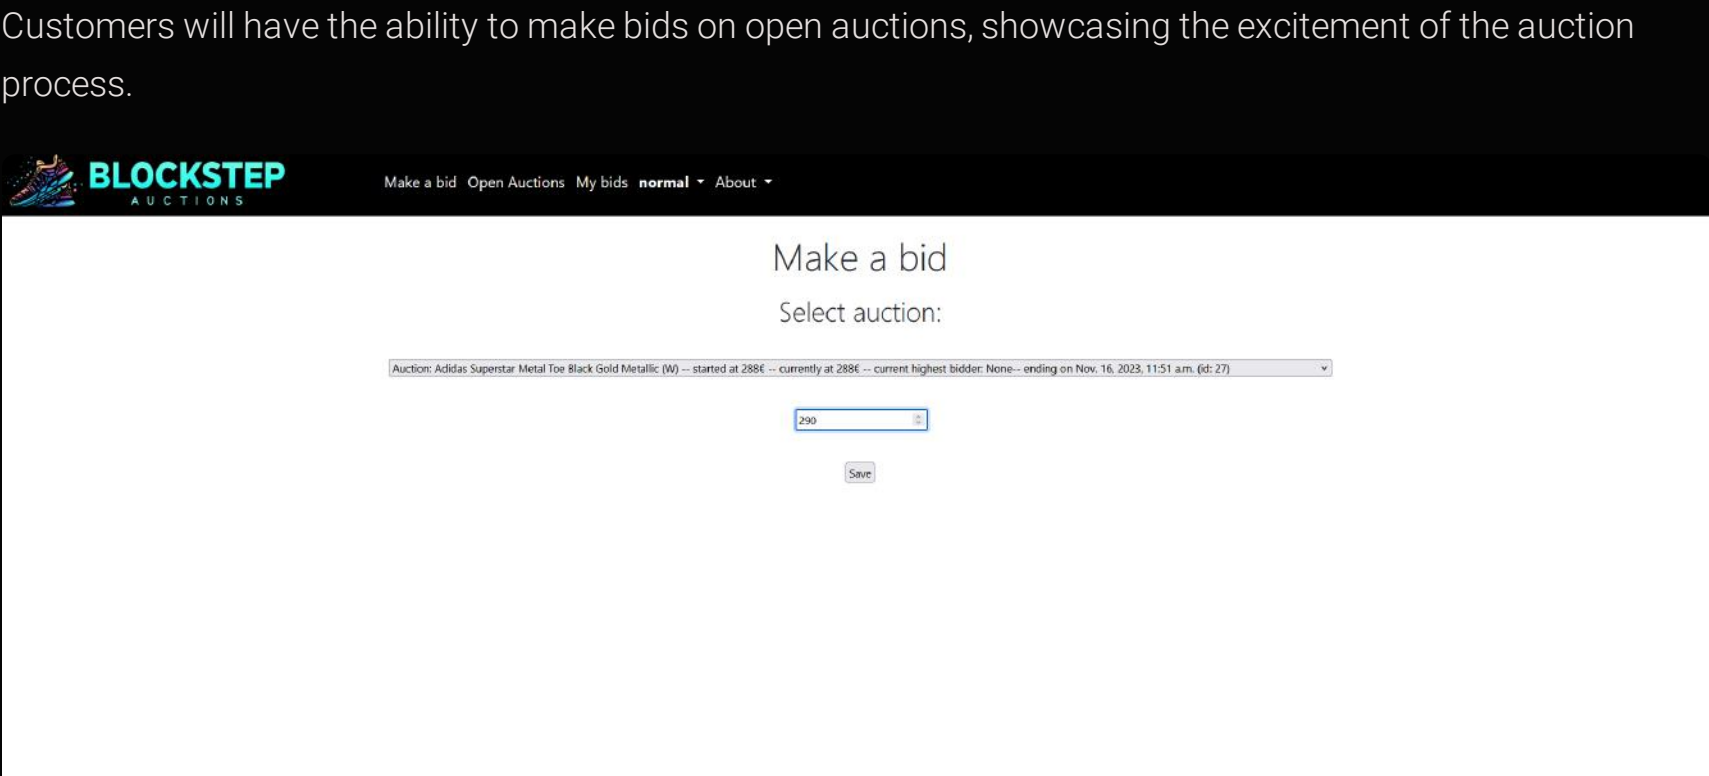 Customers will have the ability to make bids on open auctions, showcasing the excitement of the auction
process.
BLOCKSTEP
AUCTIONS
Make a bid Open Auctions My bids normal About
Make a bid
Select auction:
Auction: Adidas Superstar Metal Toe Black Gold Metallic (W) -- started at 288€ -- currently at 288€ -- current highest bidder: None-- ending on Nov. 16, 2023, 11:51 a.m. (id: 27)
290
Save